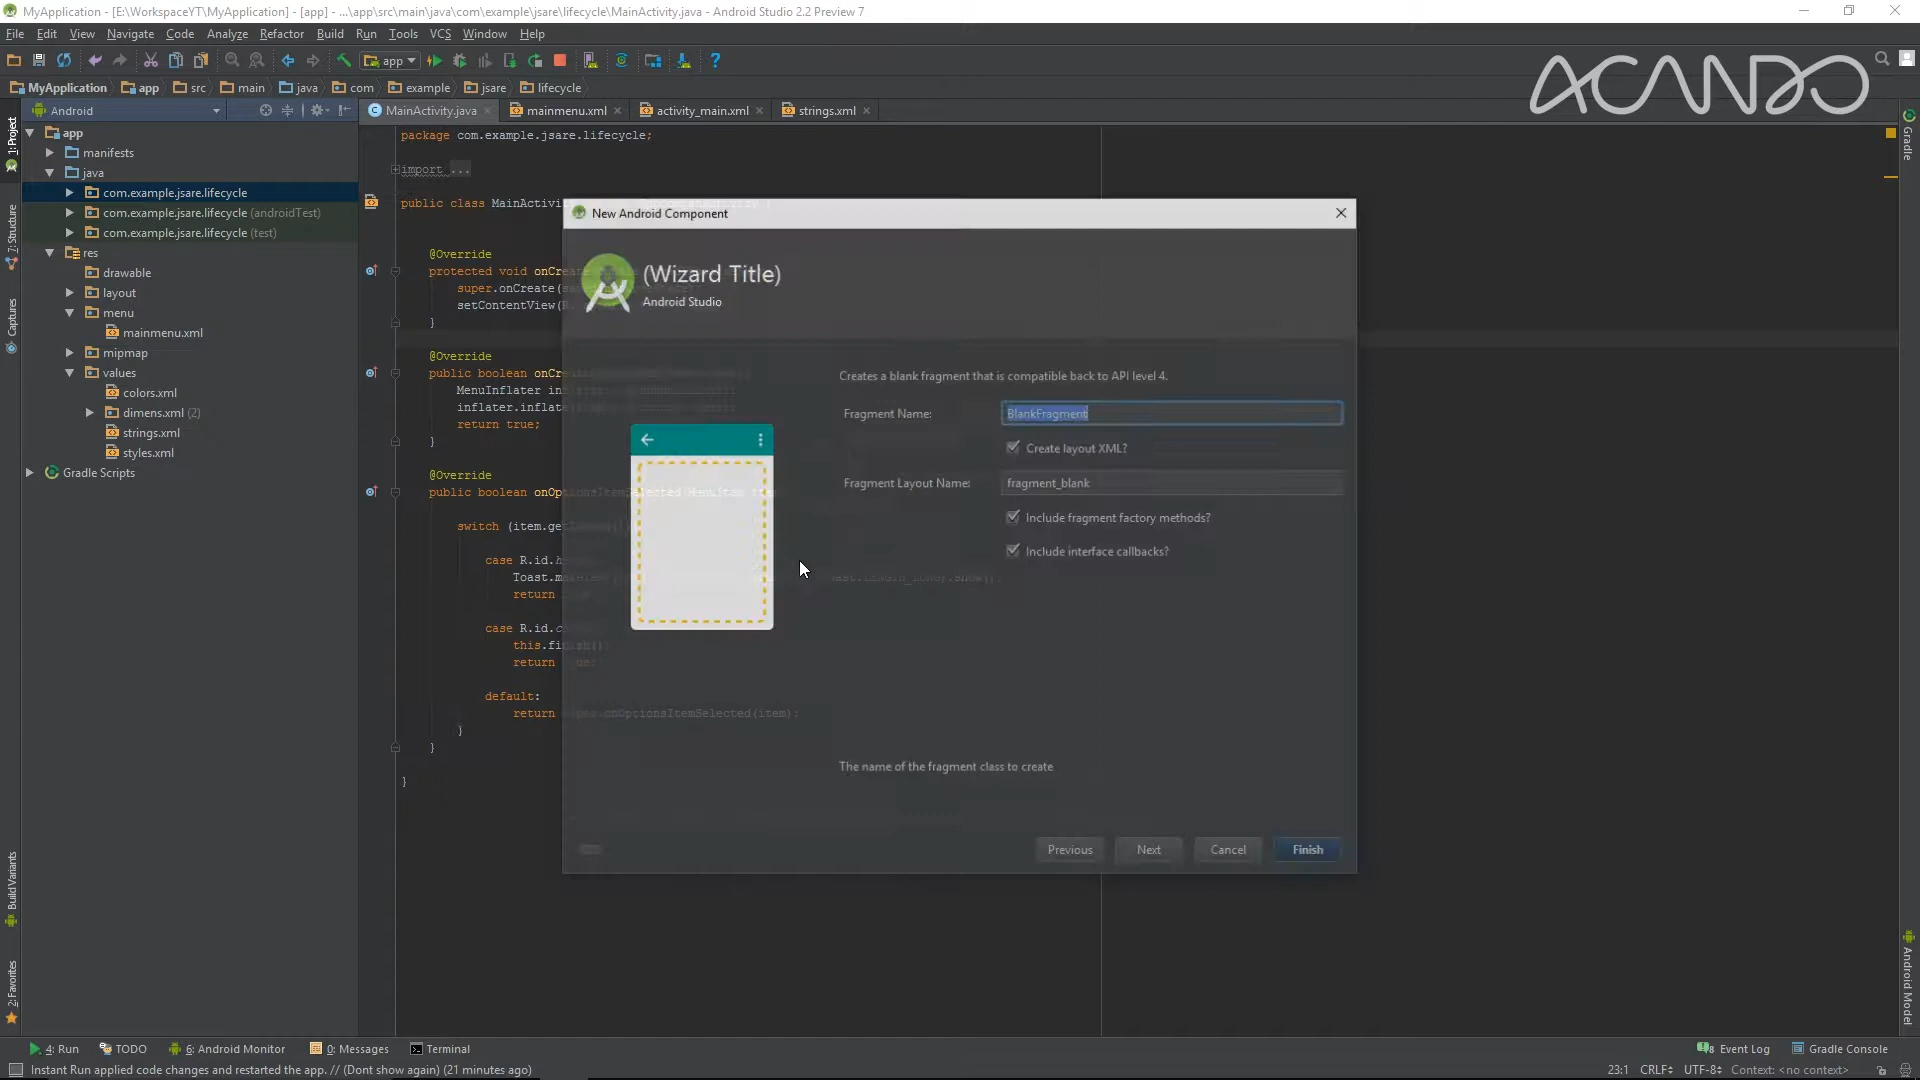 MyApplication - [E:\WorkspaceYT\MyApplication] - [app] - ...\app\src\main\java\com\example\jsare\lifecycle\MainActivity.java - Android Studio 2.2 Preview 7
File Edit View Navigate Code Analyze Refactor Build Run Tools VCS Window Help
app
ACANDO
MyApplication app src main java com example jsare lifecycle
Android
MainActivity.java mainmenu.xml activity_main.xml strings.xml
1: Project
7: Structure
Captures
Build Variants
2: Favorites
Gradle
Android Model
app
manifests
java
com.example.jsare.lifecycle
com.example.jsare.lifecycle (androidTest)
com.example.jsare.lifecycle (test)
res
drawable
layout
menu
mainmenu.xml
mipmap
values
colors.xml
dimens.xml (2)
strings.xml
styles.xml
Gradle Scripts
package com.example.jsare.lifecycle;
import ...
public class MainActivi
@Override
protected void onCre
super.onCreate(
setContentView(
}
@Override
public boolean onCre
MenuInflater in
inflater.inflate
return true;
}
@Override
public boolean onOptionsItemSelected(MenuItem
switch (item.ge
case R.id.
Toast.ma
return
case R.id.
this.finish();
return
default:
return super.onOptionsItemSelected(item);
}
}
}
New Android Component
(Wizard Title)
Android Studio
Creates a blank fragment that is compatible back to API level 4.
Fragment Name: BlankFragment
Create layout XML?
Fragment Layout Name: fragment_blank
Include fragment factory methods?
Include interface callbacks?
The name of the fragment class to create
Previous Next Cancel Finish
4: Run TODO 6: Android Monitor 0: Messages Terminal Event Log Gradle Console
Instant Run applied code changes and restarted the app. // (Dont show again) (21 minutes ago) 23:1 CRLF UTF-8 Context: <no context>